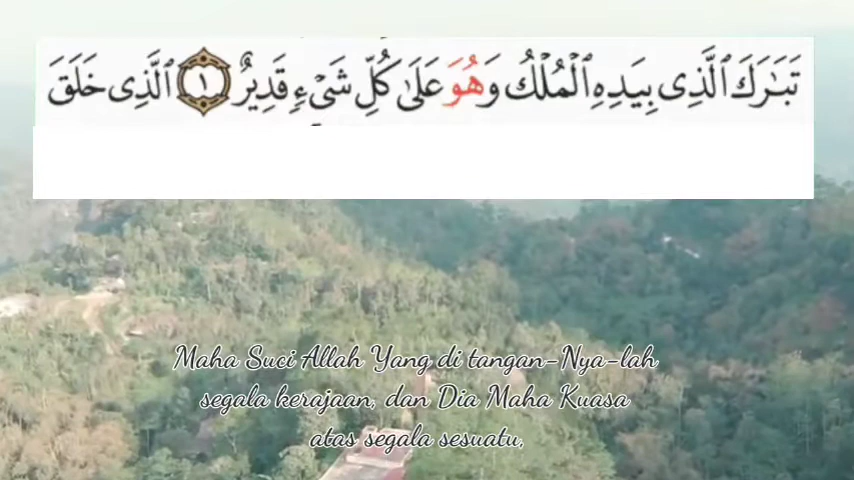 تَبَٰرَكَ ٱلَّذِى بِيَدِهِ ٱلْمُلْكُ وَهُوَ عَلَىٰ كُلِّ شَىْءٍ قَدِيرٌ ١ ٱلَّذِى خَلَقَ
Maha Suci Allah Yang di tangan-Nya-lah
segala kerajaan, dan Dia Maha Kuasa
atas segala sesuatu,